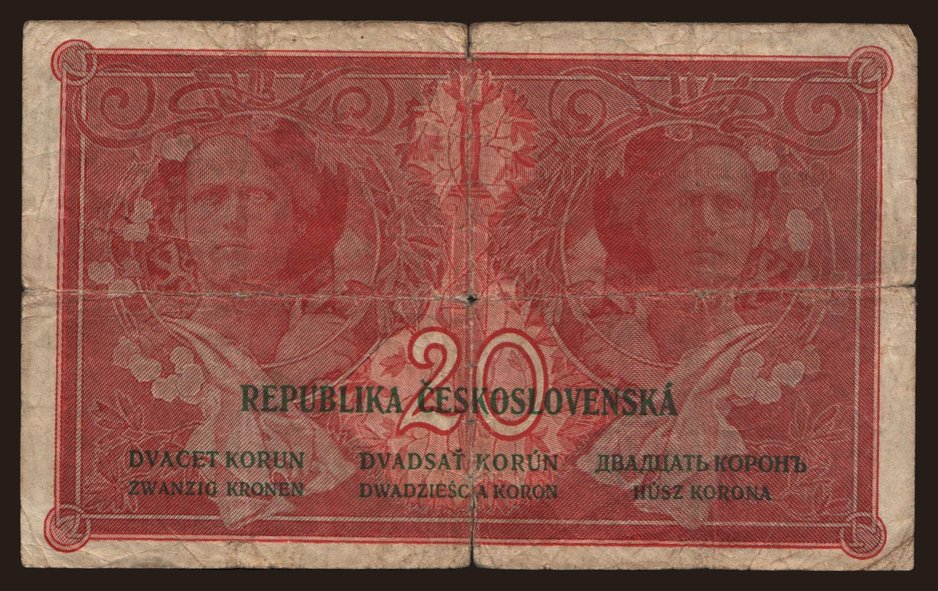 20
REPUBLIKA ČESKOSLOVENSKÁ
DVACET KORUN DVADSAŤ KORÚN ДВАДЦАТЬ КОРОНЪ
ZWANZIG KRONEN DWADZIEŚCIA KORON HÚSZ KORONA